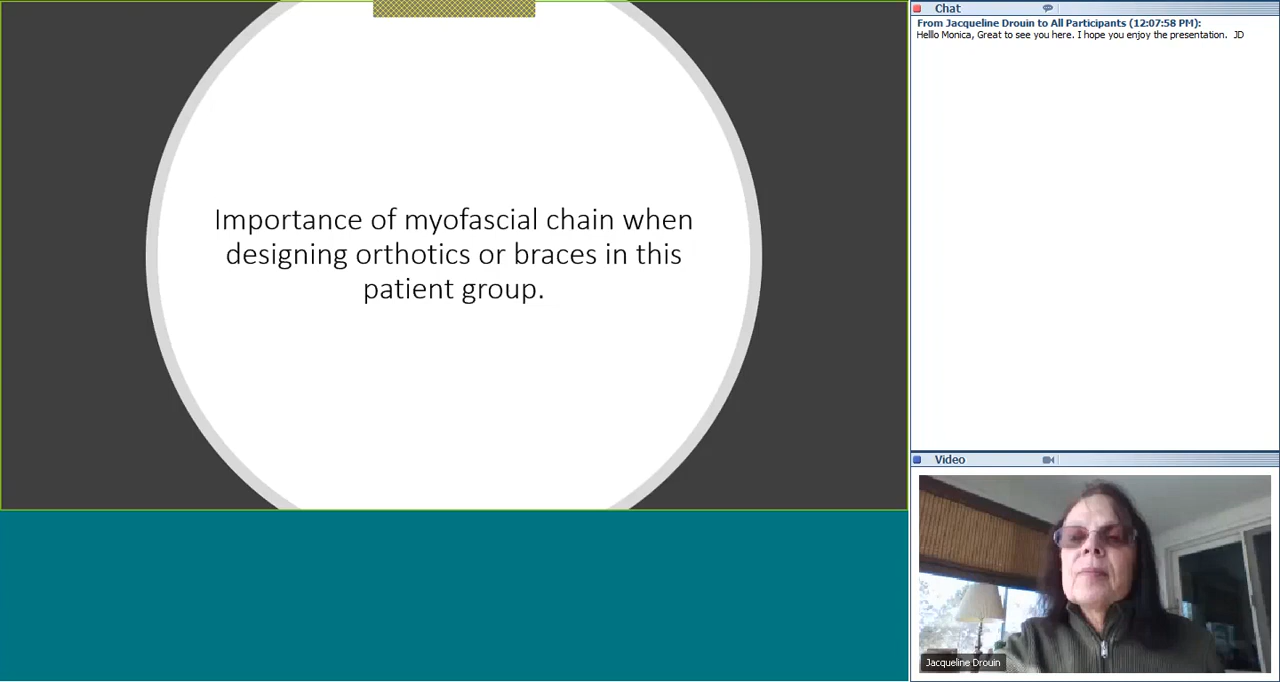 Importance of myofascial chain when
designing orthotics or braces in this
patient group.
Chat
From Jacqueline Drouin to All Participants (12:07:58 PM):
Helllo Monica, Great to see you here. I hope you enjoy the presentation.  JD
Video
Jacqueline Drouin